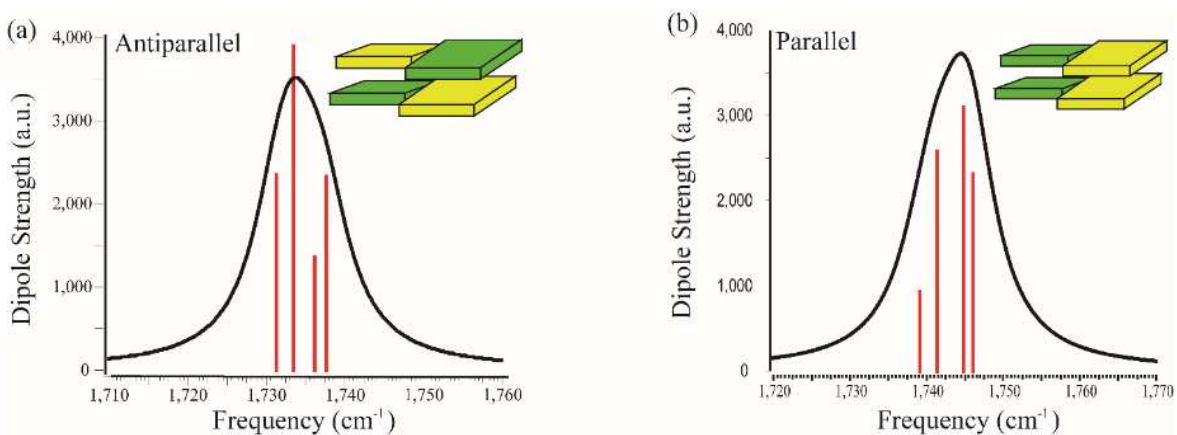 (a)
Antiparallel
4,000
3,000
2,000
1,000
0
Dipole Strength (a.u.)
1,710 1,720 1,730 1,740 1,750 1,760
Frequency (cm-1)
(b)
Parallel
4,000
3,000
2,000
1,000
0
Dipole Strength (a.u.)
1,720 1,730 1,740 1,750 1,760 1,770
Frequency (cm-1)